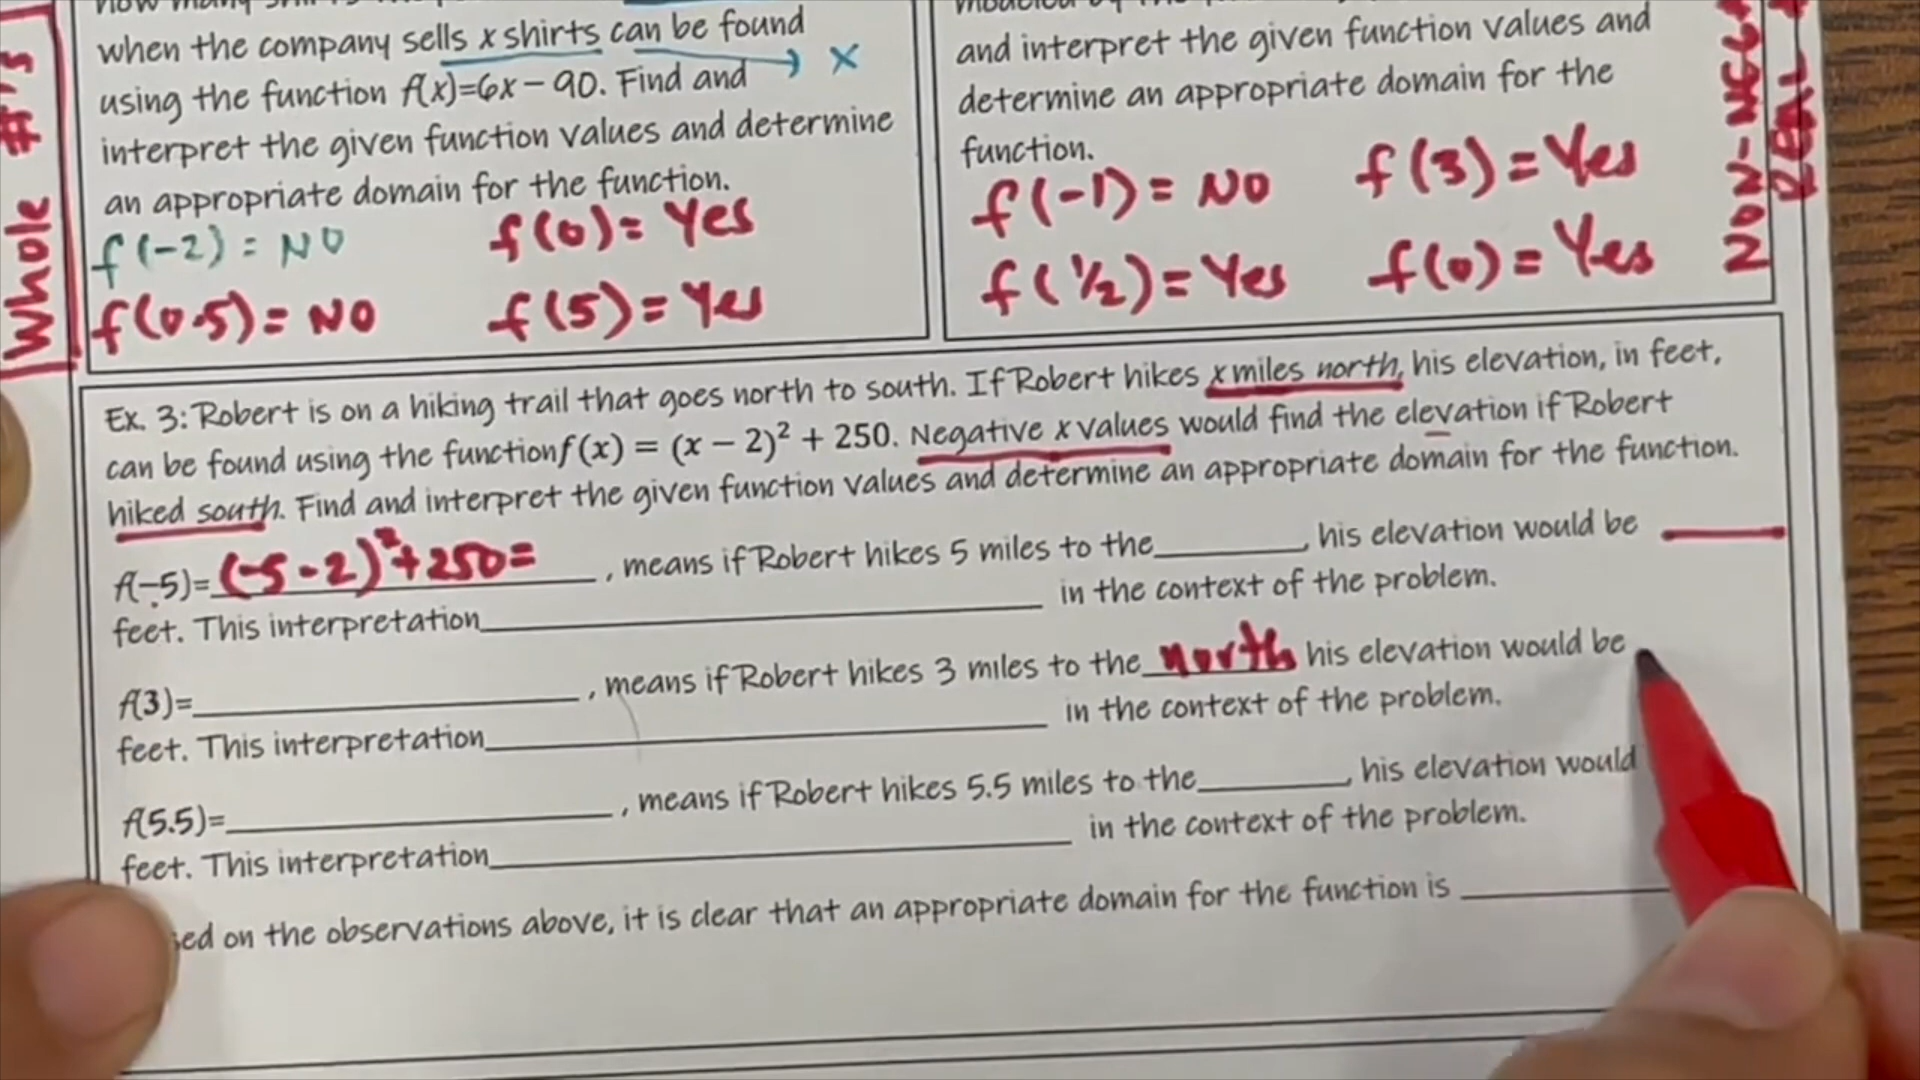 when the company sells x shirts can be found
using the function f(x)=6x-90. Find and → x
interpret the given function values and determine
an appropriate domain for the function.
f(-2) = NO f(0) = Yes
f(0.5) = NO f(5) = Yes
Whole #'s
and interpret the given function values and
determine an appropriate domain for the
function.
f(-1) = NO f(3) = Yes
f(1/2) = Yes f(0) = Yes
REAL
Ex. 3: Robert is on a hiking trail that goes north to south. If Robert hikes x miles north, his elevation, in feet,
can be found using the function f(x) = (x − 2)² + 250. Negative x values would find the elevation if Robert
hiked south. Find and interpret the given function values and determine an appropriate domain for the function.
f(-5)= (-5-2)²+250= , means if Robert hikes 5 miles to the________, his elevation would be ____
feet. This interpretation________ in the context of the problem.
f(3)=________, means if Robert hikes 3 miles to the north his elevation would be
feet. This interpretation________ in the context of the problem.
f(5.5)=________, means if Robert hikes 5.5 miles to the________, his elevation would
feet. This interpretation________ in the context of the problem.
on the observations above, it is clear that an appropriate domain for the function is ________